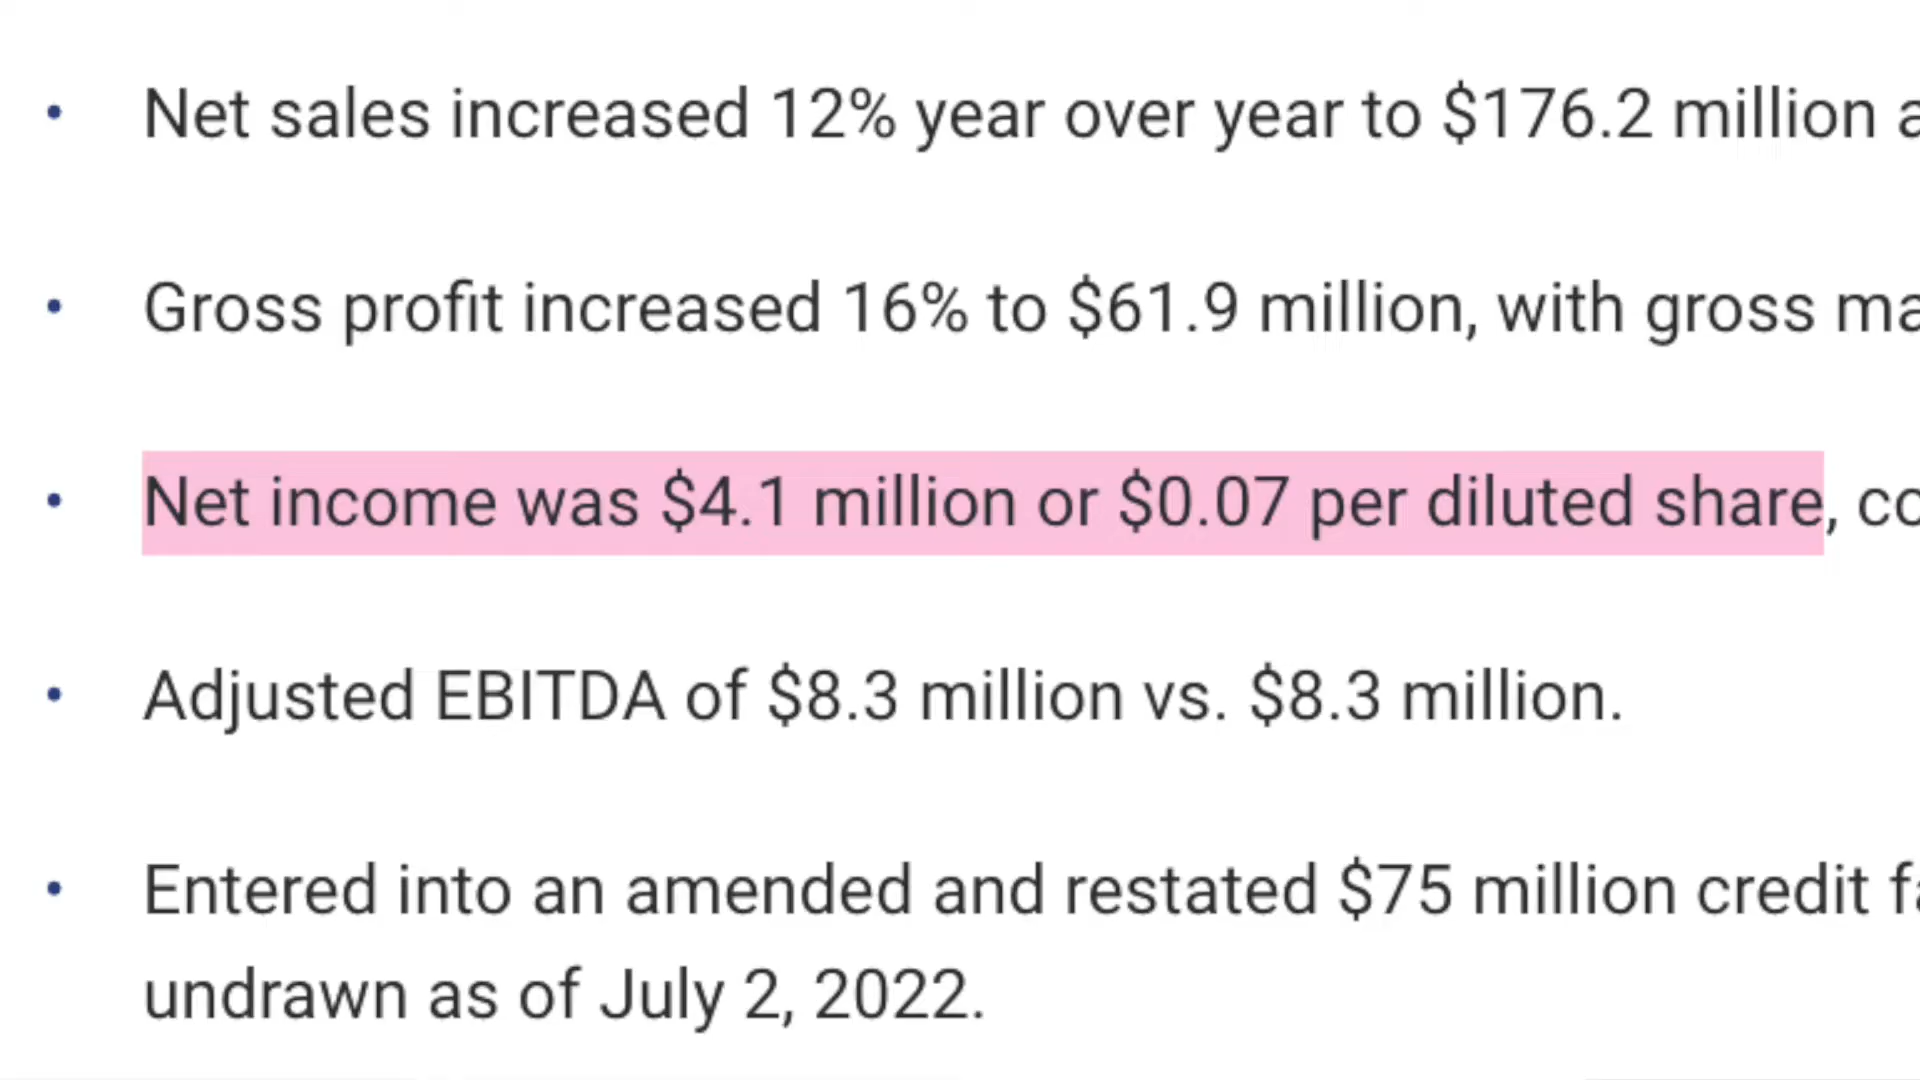 • Net sales increased 12% year over year to $176.2 million
• Gross profit increased 16% to $61.9 million, with gross
• Net income was $4.1 million or $0.07 per diluted share,
• Adjusted EBITDA of $8.3 million vs. $8.3 million.
• Entered into an amended and restated $75 million credit
undrawn as of July 2, 2022.